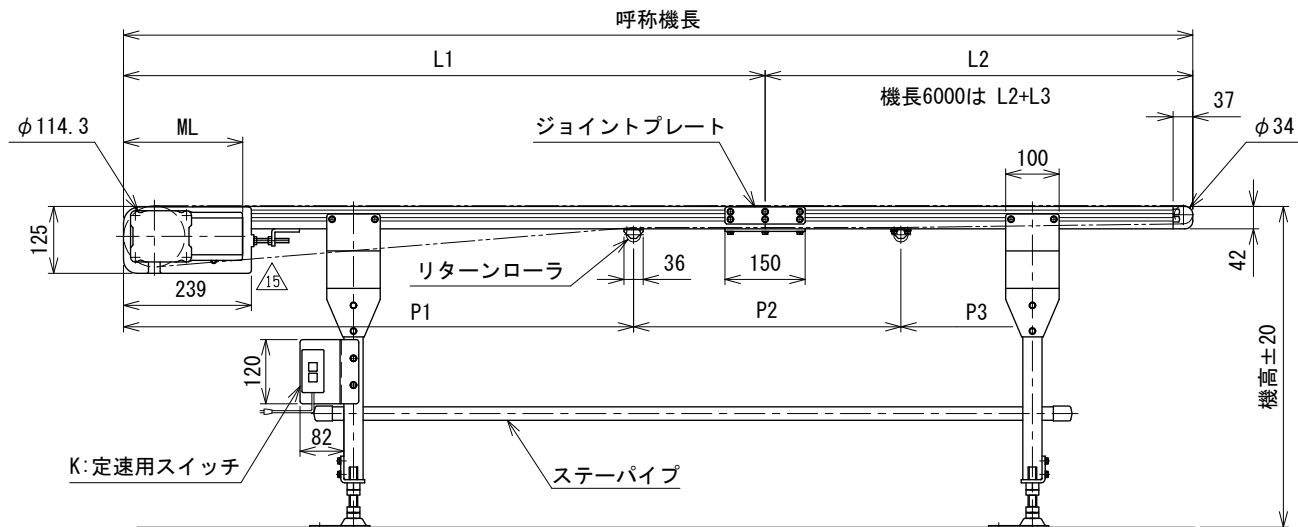 呼称機長
L1
L2
機長6000は L2+L3
37
φ114.3
ML
ジョイントプレート
100
φ34
125
リターンローラ
36
150
42
15
239
P1
P2
P3
機高±20
120
82
K:定速用スイッチ
ステーパイプ